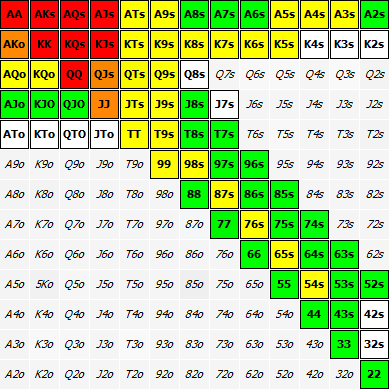 AA AKs AQs AJs ATs A9s A8s A7s A6s A5s A4s A3s A2s
AKo KK KQs KJs KTs K9s K8s K7s K6s K5s K4s K3s K2s
AQo KQo QQ QJs QTs Q9s Q8s Q7s Q6s Q5s Q4s Q3s Q2s
AJo KJO QJO JJ JTs J9s J8s J7s J6s J5s J4s J3s J2s
ATo KTo QTO JTo TT T9s T8s T7s T6s T5s T4s T3s T2s
A9o K9o Q9o J9o T9o 99 98s 97s 96s 95s 94s 93s 92s
A8o K8o Q8o J8o T8o 98o 88 87s 86s 85s 84s 83s 82s
A7o K7o Q7o J7o T7o 97o 87o 77 76s 75s 74s 73s 72s
A6o K6o Q6o J6o T6o 96o 86o 76o 66 65s 64s 63s 62s
A5o 5Ko Q5o J5o T5o 95o 85o 75o 65o 55 54s 53s 52s
A4o K4o Q4o J4o T4o 94o 84o 74o 64o 54o 44 43s 42s
A3o K3o Q3o J3o T3o 93o 83o 73o 63o 53o 43o 33 32s
A2o K2o Q2o J2o T2o 92o 82o 72o 62o 52o 42o 32o 22